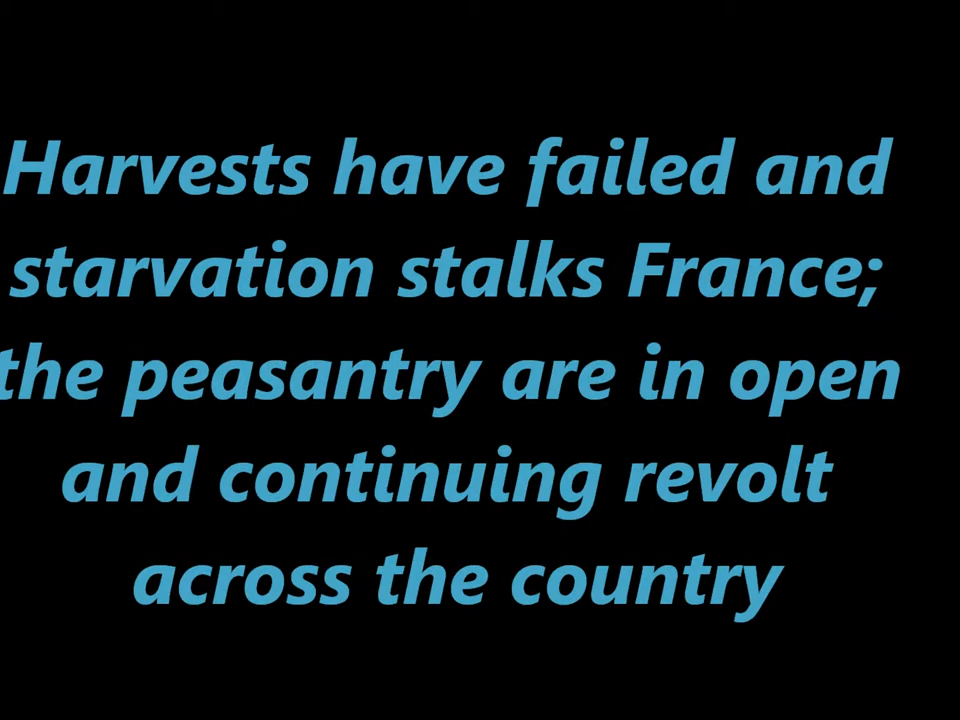 Harvests have failed and
starvation stalks France;
the peasantry are in open
and continuing revolt
across the country